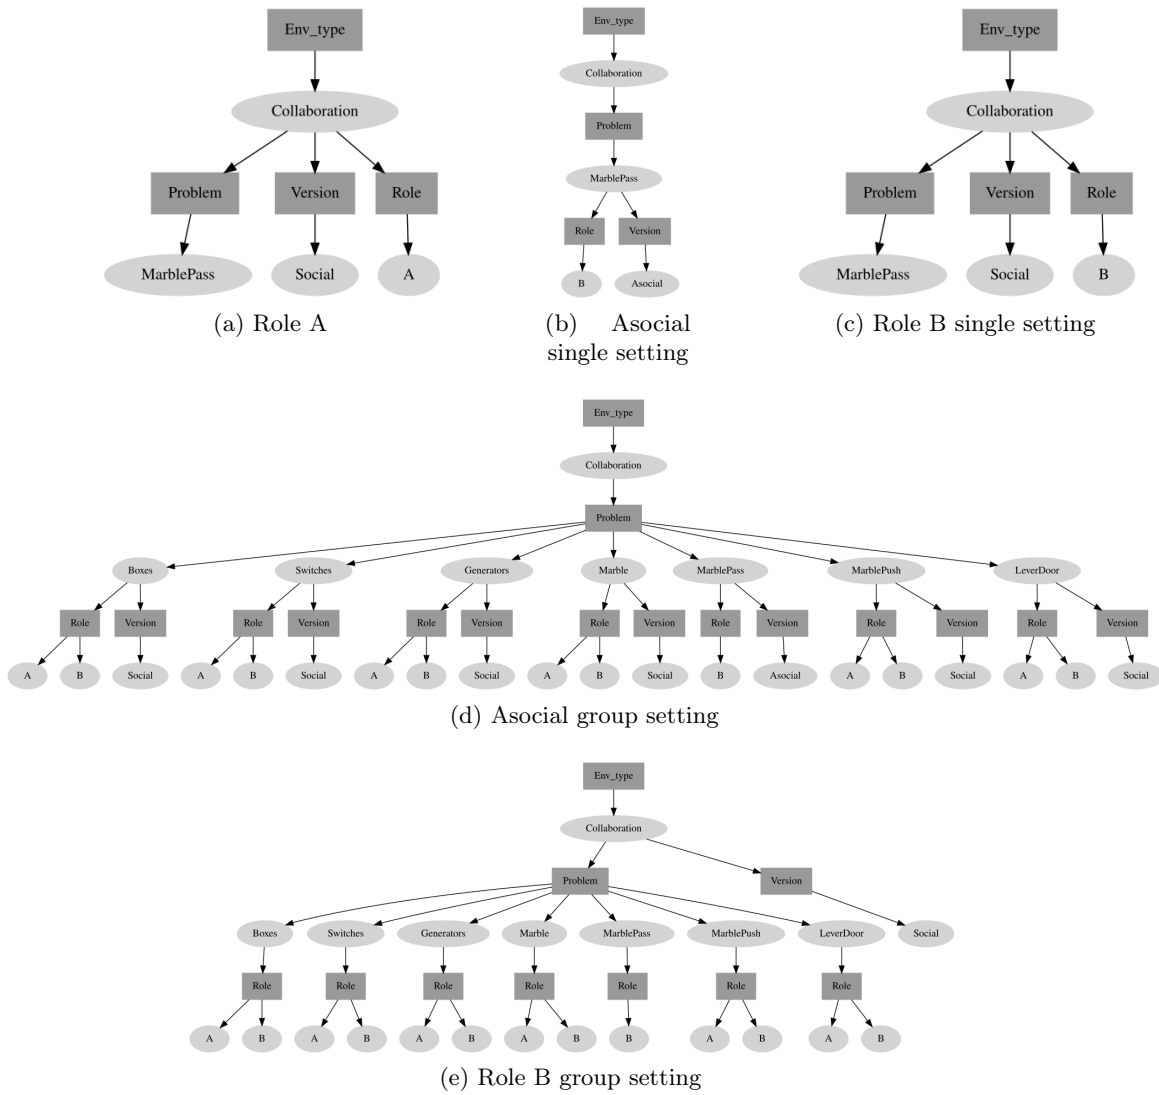 Env_type Env_type Env_type
Collaboration Collaboration Collaboration
Problem Version Role Problem Problem Version Role
MarblePass Social A MarblePass MarblePass Social B
Role Version
B Asocial
(a) Role A (b) Asocial (c) Role B single setting
single setting
Env_type
Collaboration
Problem
Boxes Switches Generators Marble MarblePass MarblePush LeverDoor
Role Version Role Version Role Version Role Version Role Version Role Version Role Version
A B Social A B Social A B Social A B Social B Asocial A B Social A B Social
(d) Asocial group setting
Env_type
Collaboration
Problem Version
Boxes Switches Generators Marble MarblePass MarblePush LeverDoor Social
Role Role Role Role Role Role Role
A B A B A B A B B A B A B
(e) Role B group setting